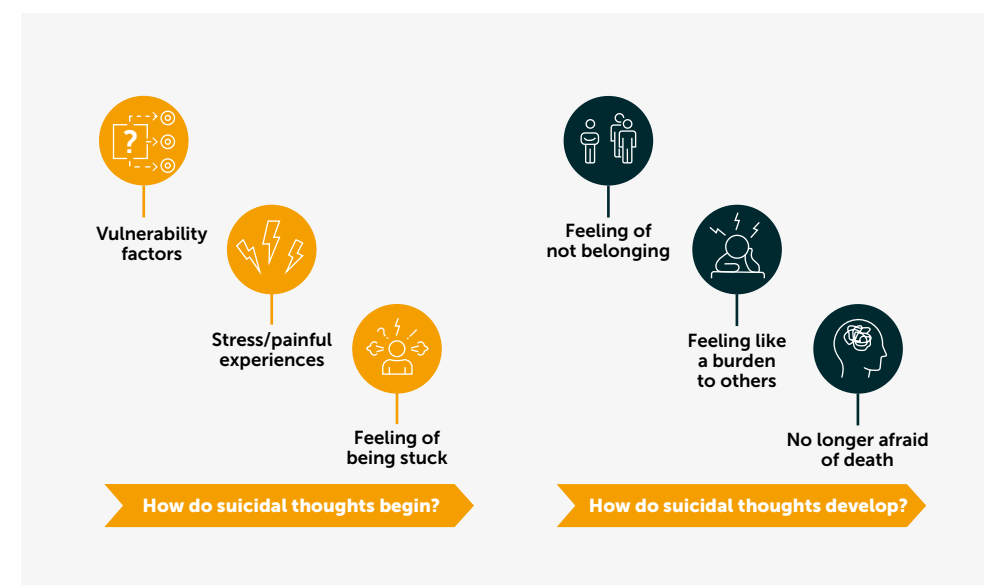 ?
Vulnerability
factors
Stress/painful
experiences
? !
Feeling of
being stuck
How do suicidal thoughts begin?
Feeling of
not belonging
Feeling like
a burden
to others
No longer afraid
of death
How do suicidal thoughts develop?